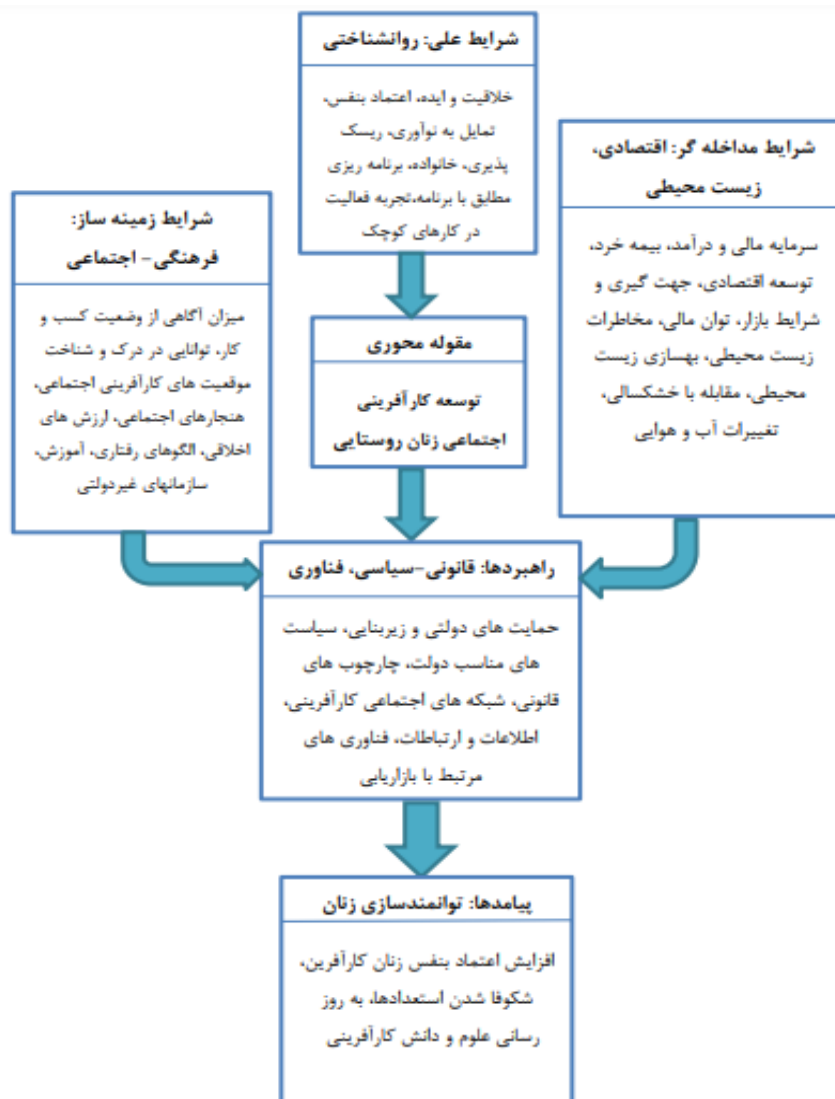 شرایط علی: روانشناختی
خلاقیت و ایده، اعتماد بنفس،
تمایل به نوآوری، ریسک
پذیری، خانواده، برنامه ریزی
مطابق با برنامه،تجربه فعالیت
در کارهای کوچک
شرایط مداخله گر: اقتصادی،
زیست محیطی
سرمایه مالی و درآمد، بیمه خرد،
توسعه اقتصادی، جهت گیری و
شرایط بازار، توان مالی، مخاطرات
زیست محیطی، بهسازی زیست
محیطی، مقابله با خشکسالی،
تغییرات آب و هوایی
شرایط زمینه ساز:
فرهنگی- اجتماعی
میزان آگاهی از وضعیت کسب و
کار، توانایی در درک و شناخت
موقعیت های کارآفرینی اجتماعی،
هنجارهای اجتماعی، ارزش های
اخلاقی، الگوهای رفتاری، آموزش،
سازمانهای غیردولتی
مقوله محوری
توسعه کارآفرینی
اجتماعی زنان روستایی
راهبردها: قانونی-سیاسی، فناوری
حمایت های دولتی و زیربنایی، سیاست
های مناسب دولت، چارچوب های
قانونی، شبکه های اجتماعی کارآفرینی،
اطلاعات و ارتباطات، فناوری های
مرتبط با بازاریابی
پیامدها: توانمندسازی زنان
افزایش اعتماد بنفس زنان کارآفرین،
شکوفا شدن استعدادها، به روز
رسانی علوم و دانش کارآفرینی